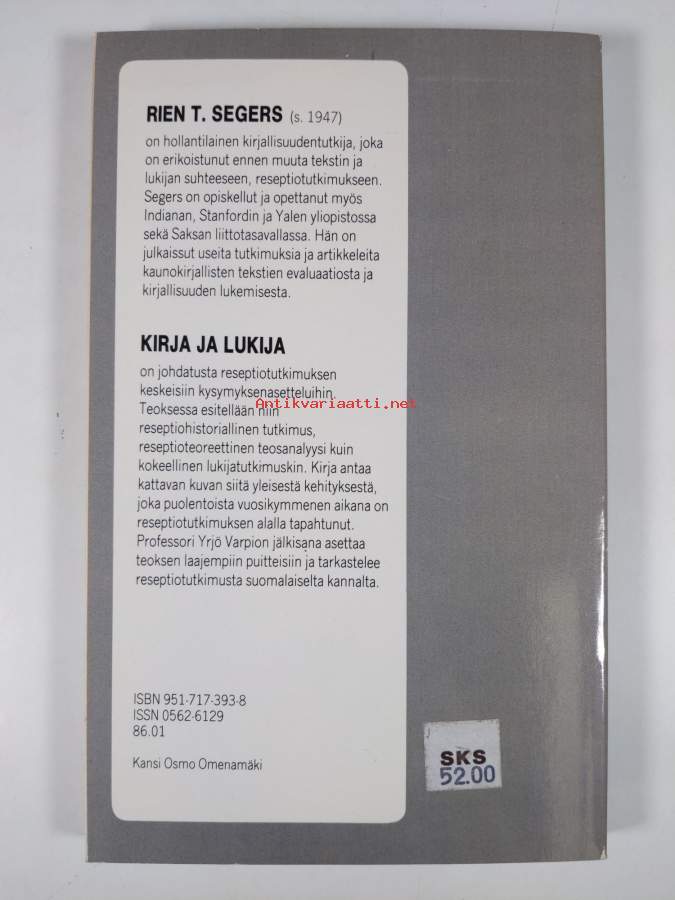 RIEN T. SEGERS (s. 1947)
on hollantilainen kirjallisuudentutkija, joka
on erikoistunut ennen muuta tekstin ja
lukijan suhteeseen, reseptiotutkimukseen.
Segers on opiskellut ja opettanut myös
Indianan, Stanfordin ja Yalen yliopistossa
sekä Saksan liittotasavallassa. Hän on
julkaissut useita tutkimuksia ja artikkeleita
kaunokirjallisten tekstien evaluaatiosta ja
kirjallisuuden lukemisesta.
KIRJA JA LUKIJA
on johdatusta reseptiotutkimuksen
keskeisiin kysymyksenasetteluihin.
Antikvariaatti.net
Teoksessa esitellään niin
reseptiohistoriallinen tutkimus,
reseptioteoreettinen teosanalyysi kuin
kokeellinen lukijatutkimuskin. Kirja antaa
kattavan kuvan siitä yleisestä kehityksestä,
joka puolentoista vuosikymmenen aikana on
reseptiotutkimuksen alalla tapahtunut.
Professori Yrjö Varpion jälkisana asettaa
teoksen laajempiin puitteisiin ja tarkastelee
reseptiotutkimusta suomalaiselta kannalta.
ISBN 951-717-393-8
ISSN 0562-6129
86.01
Kansi Osmo Omenamäki
SKS
52.00